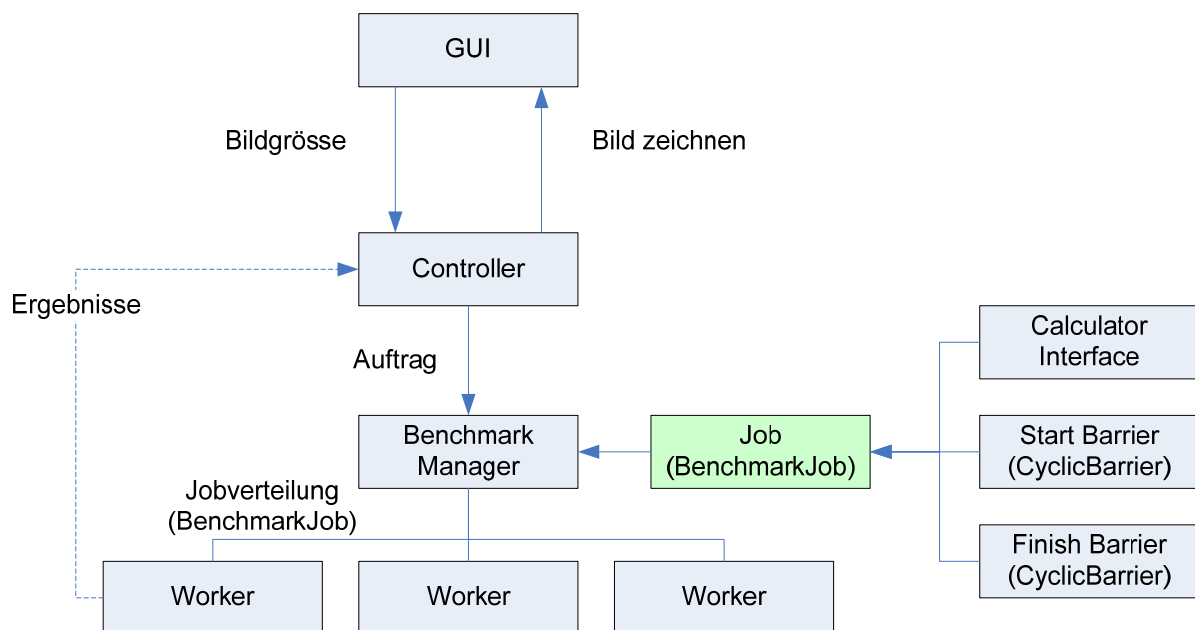 GUI
Bildgrösse
Bild zeichnen
Controller
Ergebnisse
Auftrag
Calculator
Interface
Benchmark
Manager
Job
(BenchmarkJob)
Start Barrier
(CyclicBarrier)
Jobverteilung
(BenchmarkJob)
Finish Barrier
(CyclicBarrier)
Worker
Worker
Worker